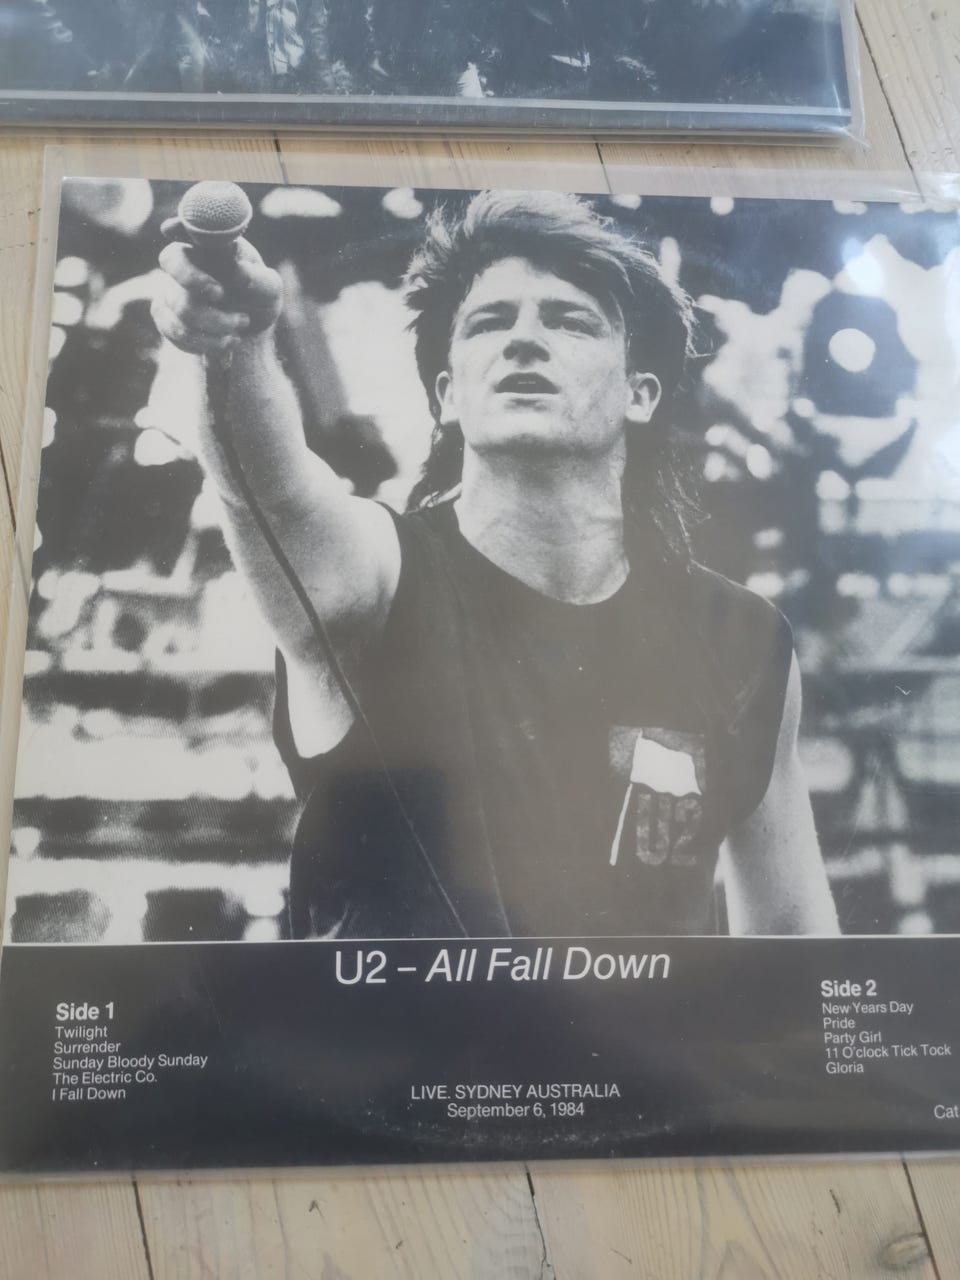 U2
U2 – All Fall Down
Side 1
Twilight
Surrender
Sunday Bloody Sunday
The Electric Co.
I Fall Down
Side 2
New Years Day
Pride
Party Girl
11 O'clock Tick Tock
Gloria
LIVE. SYDNEY AUSTRALIA
September 6, 1984
Cat